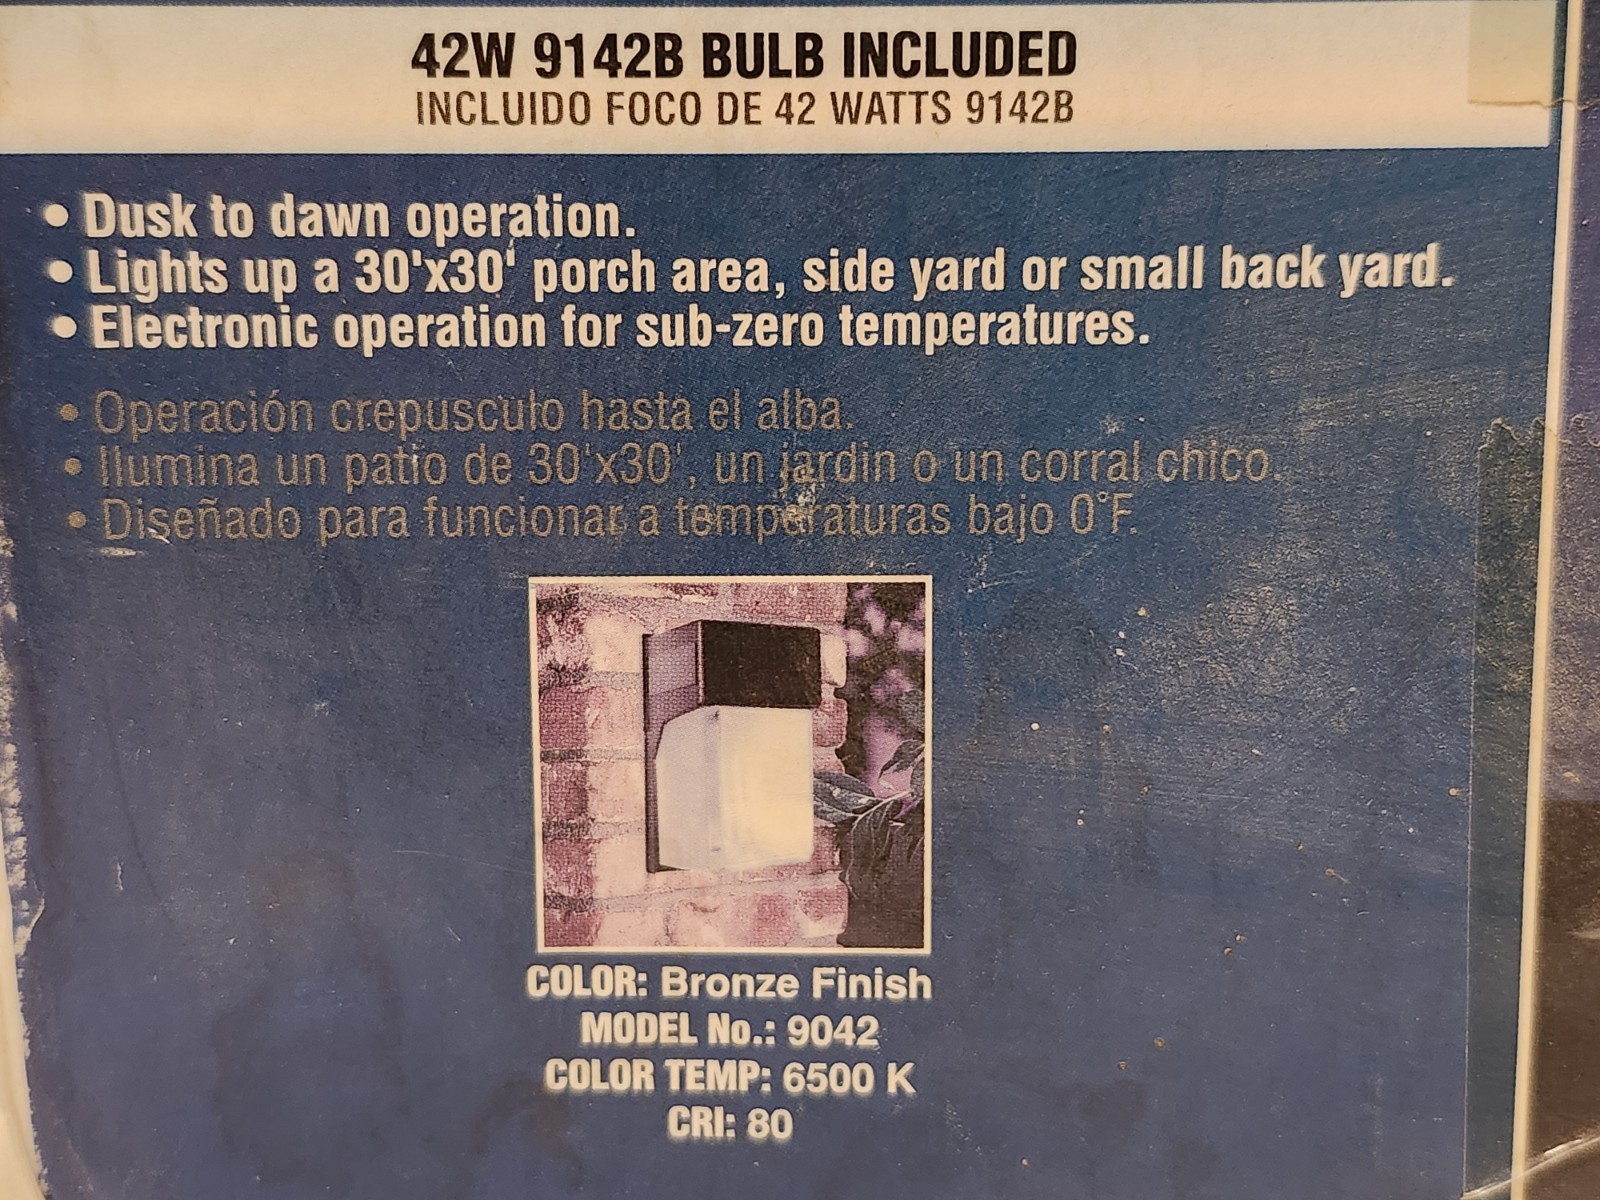 42W 9142B BULB INCLUDED
INCLUIDO FOCO DE 42 WATTS 9142B
• Dusk to dawn operation.
• Lights up a 30'x30' porch area, side yard or small back yard.
• Electronic operation for sub-zero temperatures.
• Operación crepusculo hasta el alba.
• Ilumina un patio de 30'x30', un jardin o un corral chico.
• Diseñado para funcionar a temperaturas bajo 0°F.
COLOR: Bronze Finish
MODEL No.: 9042
COLOR TEMP: 6500 K
CRI: 80